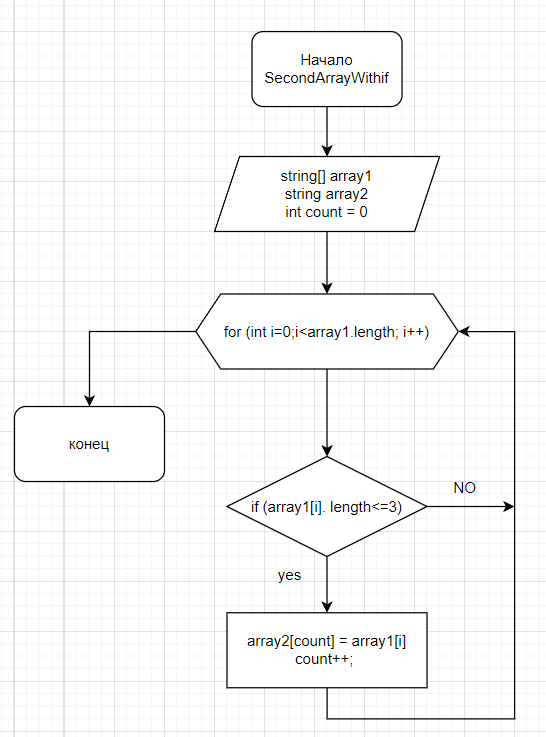 Начало
SecondArrayWithif
string[] array1
string array2
int count = 0
for (int i=0;i<array1.length; i++)
конец
if (array1[i]. length<=3)
NO
yes
array2[count] = array1[i]
count++;